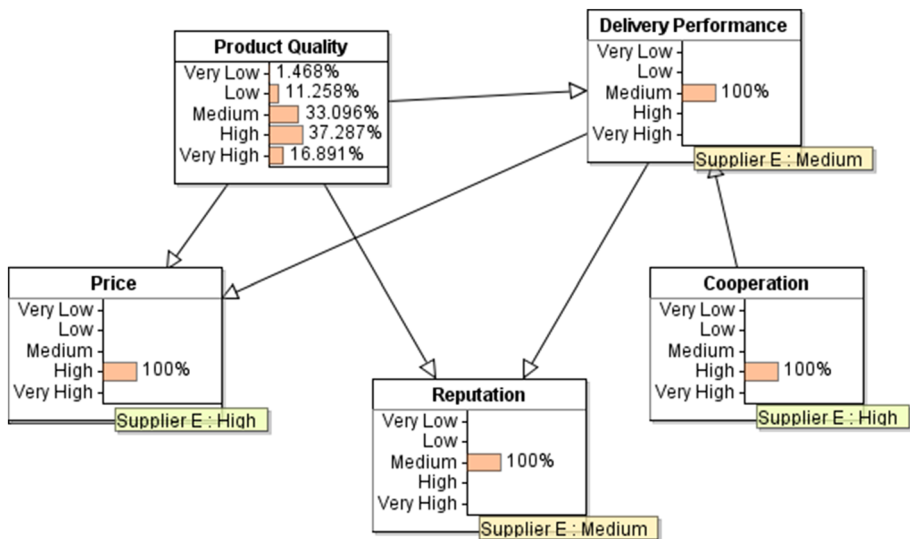 Product Quality
Very Low 1.468%
Low 11.258%
Medium 33.096%
High 37.287%
Very High 16.891%
Delivery Performance
Very Low
Low
Medium 100%
High
Very High
Supplier E : Medium
Price
Very Low
Low
Medium
High 100%
Very High
Supplier E : High
Cooperation
Very Low
Low
Medium
High 100%
Very High
Supplier E : High
Reputation
Very Low
Low
Medium 100%
High
Very High
Supplier E : Medium